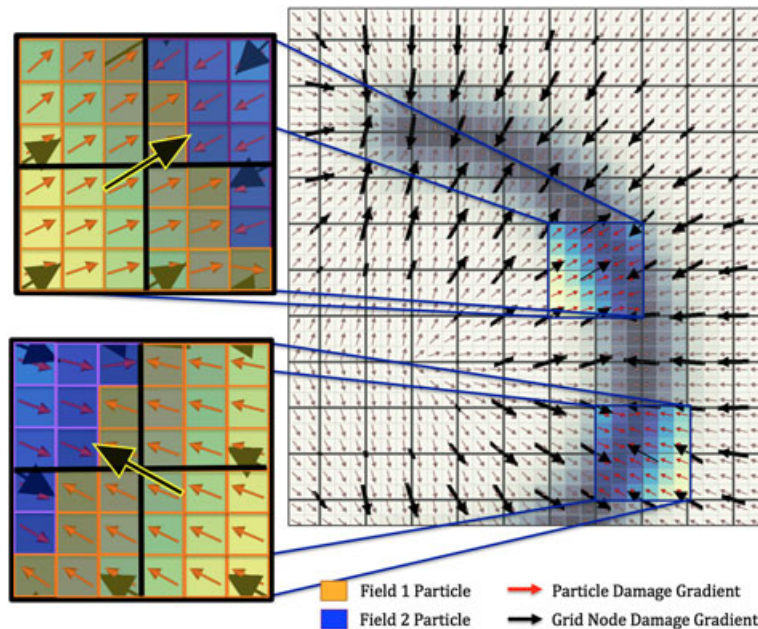 Field 1 Particle
Particle Damage Gradient
Field 2 Particle
Grid Node Damage Gradient